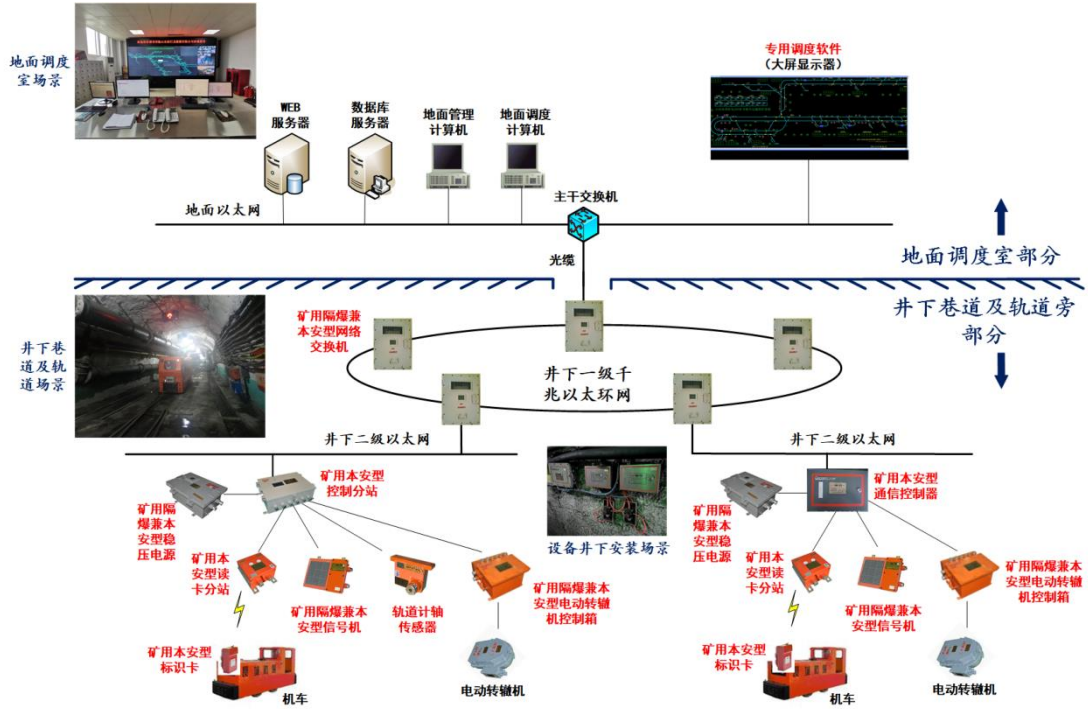 地面调度
室场景
专用调度软件
（大屏显示器）
WEB
服务器
数据库
服务器
地面管理
计算机
地面调度
计算机
主干交换机
地面以太网
光缆
地面调度室部分
井下巷道及轨道旁
部分
矿用隔爆兼
本安型网络
交换机
井下巷
道及轨
道场景
井下一级千
兆以太环网
井下二级以太网
井下二级以太网
矿用本安型
控制分站
矿用隔
爆兼本
安型稳
压电源
矿用本
安型读
卡分站
矿用隔爆兼本
安型信号机
轨道计轴
传感器
矿用隔爆兼本
安型电动转辙
机控制箱
设备井下安装场景
矿用本安型
通信控制器
矿用隔
爆兼本
安型稳
压电源
矿用本
安型读
卡分站
矿用隔爆兼本
安型信号机
矿用隔爆兼本
安型电动转辙
机控制箱
矿用本安型
标识卡
机车
电动转辙机
矿用本安型
标识卡
机车
电动转辙机